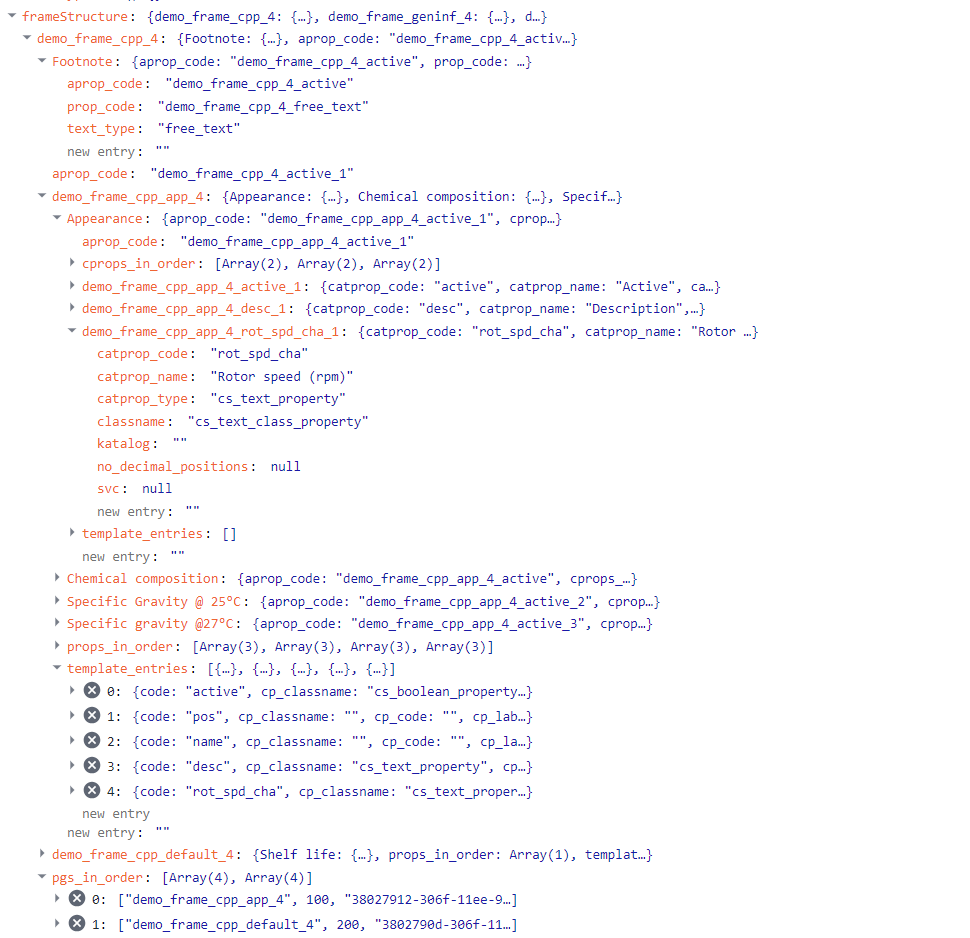 frameStructure: {demo_frame_cpp_4: {…}, demo_frame_geninf_4: {…}, d…}
demo_frame_cpp_4: {Footnote: {…}, aprop_code: "demo_frame_cpp_4_activ…}
Footnote: {aprop_code: "demo_frame_cpp_4_active", prop_code: …}
aprop_code: "demo_frame_cpp_4_active"
prop_code: "demo_frame_cpp_4_free_text"
text_type: "free_text"
new entry: ""
aprop_code: "demo_frame_cpp_4_active_1"
demo_frame_cpp_app_4: {Appearance: {…}, Chemical composition: {…}, Specif…}
Appearance: {aprop_code: "demo_frame_cpp_app_4_active_1", cprop…}
aprop_code: "demo_frame_cpp_app_4_active_1"
cprops_in_order: [Array(2), Array(2), Array(2)]
demo_frame_cpp_app_4_active_1: {catprop_code: "active", catprop_name: "Active", ca…}
demo_frame_cpp_app_4_desc_1: {catprop_code: "desc", catprop_name: "Description",…}
demo_frame_cpp_app_4_rot_spd_cha_1: {catprop_code: "rot_spd_cha", catprop_name: "Rotor …}
catprop_code: "rot_spd_cha"
catprop_name: "Rotor speed (rpm)"
catprop_type: "cs_text_property"
classname: "cs_text_class_property"
katalog: ""
no_decimal_positions: null
svc: null
new entry: ""
template_entries: []
new entry: ""
Chemical composition: {aprop_code: "demo_frame_cpp_app_4_active", cprops_…}
Specific Gravity @ 25°C: {aprop_code: "demo_frame_cpp_app_4_active_2", cprop…}
Specific gravity @27°C: {aprop_code: "demo_frame_cpp_app_4_active_3", cprop…}
props_in_order: [Array(3), Array(3), Array(3), Array(3)]
template_entries: [{…}, {…}, {…}, {…}, {…}]
0: {code: "active", cp_classname: "cs_boolean_property…}
1: {code: "pos", cp_classname: "", cp_code: "", cp_lab…}
2: {code: "name", cp_classname: "", cp_code: "", cp_la…}
3: {code: "desc", cp_classname: "cs_text_property", cp…}
4: {code: "rot_spd_cha", cp_classname: "cs_text_proper…}
new entry
new entry: ""
demo_frame_cpp_default_4: {Shelf life: {…}, props_in_order: Array(1), templat…}
pgs_in_order: [Array(4), Array(4)]
0: ["demo_frame_cpp_app_4", 100, "38027912-306f-11ee-9…]
1: ["demo_frame_cpp_default_4", 200, "3802790d-306f-11…]